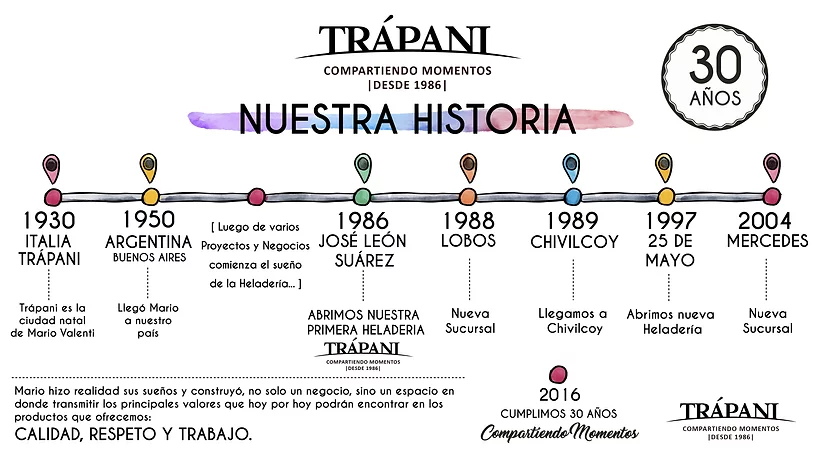 TRÁPANI
COMPARTIENDO MOMENTOS
|DESDE 1986|
30
AÑOS
NUESTRA HISTORIA
1930
ITALIA
TRÁPANI
Trápani es la
ciudad natal
de Mario Valenti
1950
ARGENTINA
BUENOS AIRES
Llegó Mario
a nuestro
país
[ Luego de varios
Proyectos y Negocios
comienza el sueño
de la Heladería... ]
1986
JOSÉ LEÓN
SUÁREZ
ABRIMOS NUESTRA
PRIMERA HELADERIA
TRÁPANI
COMPARTIENDO MOMENTOS
|DESDE 1986|
1988
LOBOS
Nueva
Sucursal
1989
CHIVILCOY
Llegamos a
Chivilcoy
1997
25 DE
MAYO
Abrimos nueva
Heladería
2004
MERCEDES
Nueva
Sucursal
Mario hizo realidad sus sueños y construyó, no solo un negocio, sino un espacio en
donde transmitir los principales valores que hoy por hoy podrán encontrar en los
productos que ofrecemos:
CALIDAD, RESPETO Y TRABAJO.
2016
CUMPLIMOS 30 AÑOS
Compartiendo Momentos
TRÁPANI
COMPARTIENDO MOMENTOS
|DESDE 1986|